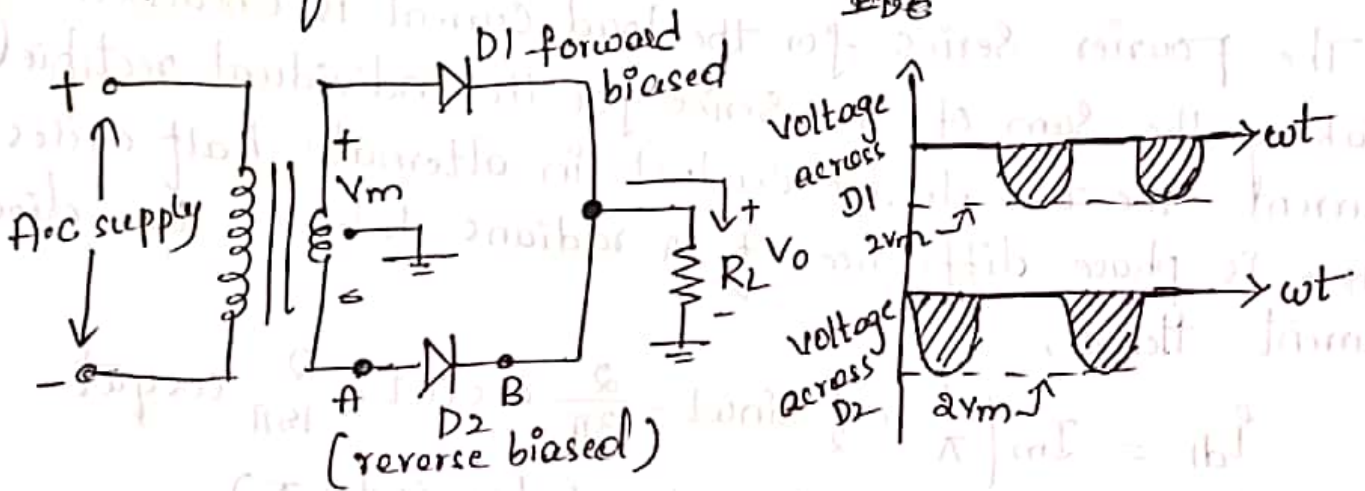 D1 forward
biased
+
A.C supply
-
+
Vm
A
D2
B
(reverse biased)
+
Vo
RL
-
voltage
across
D1
2Vm
ωt
voltage
across
D2
2Vm
ωt